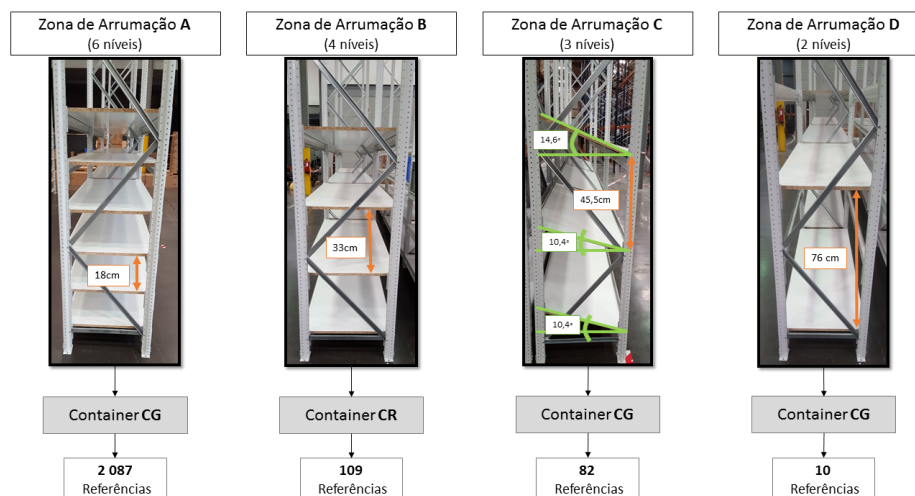 Zona de Arrumação A
(6 níveis)
Zona de Arrumação B
(4 níveis)
Zona de Arrumação C
(3 níveis)
Zona de Arrumação D
(2 níveis)
18cm
33cm
14,6º
45,5cm
10,4º
10,4º
76 cm
Container CG
Container CR
Container CG
Container CG
2 087
Referências
109
Referências
82
Referências
10
Referências